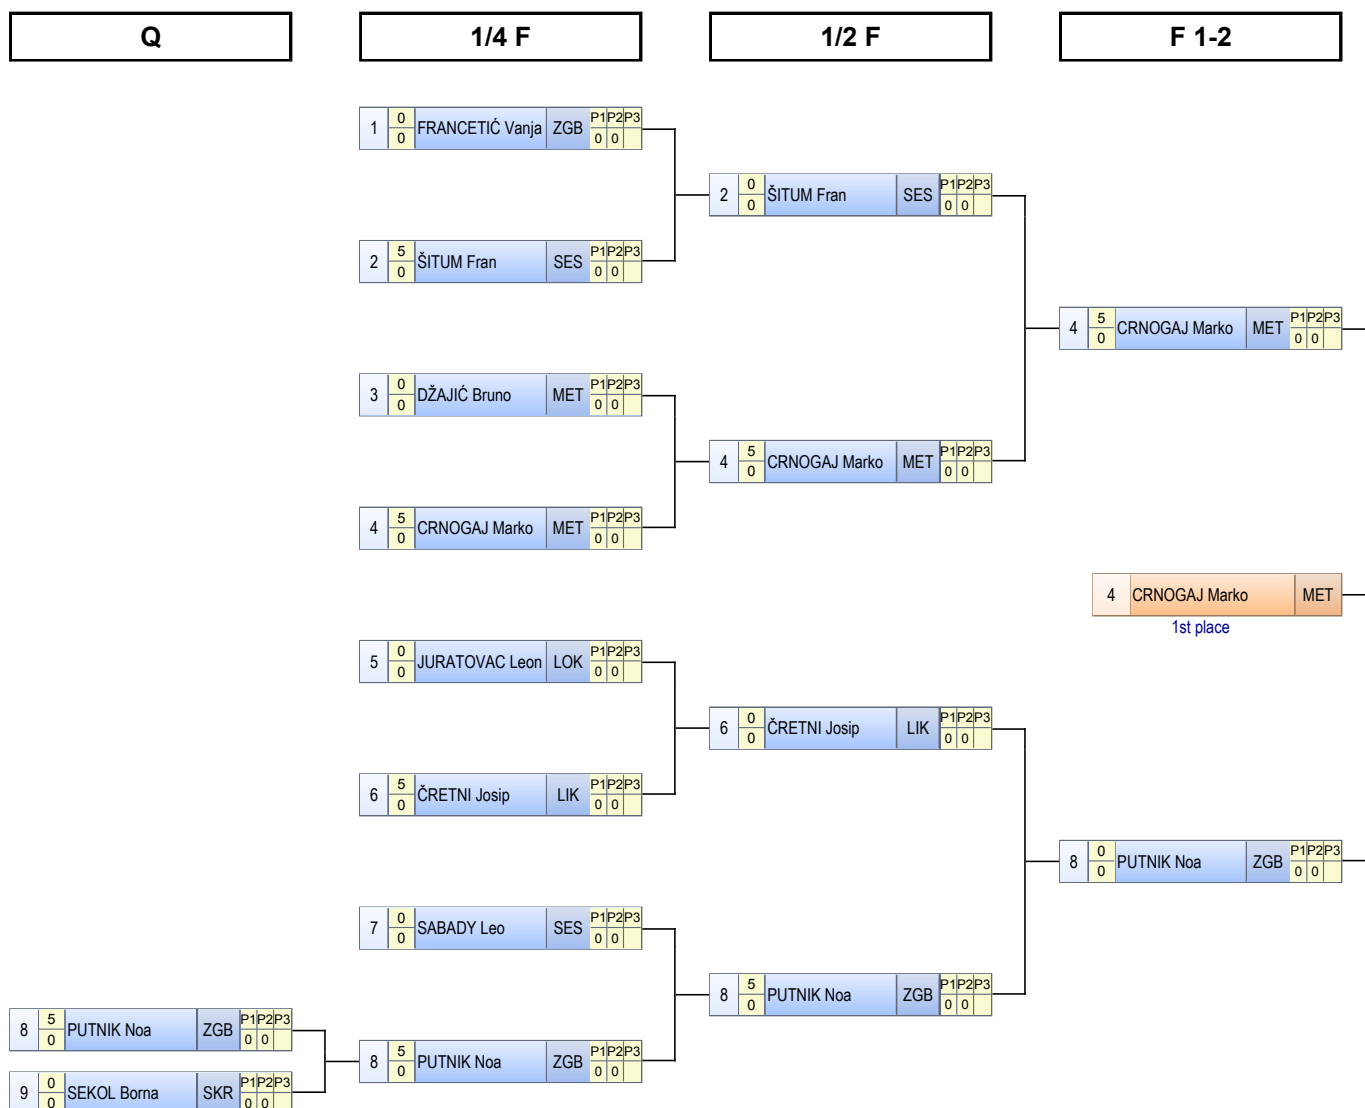 Q 1/4 F 1/2 F F 1-2
1 0 0 FRANCETIĆ Vanja ZGB P1 P2 P3 0 0
2 0 0 ŠITUM Fran SES P1 P2 P3 0 0
2 5 0 ŠITUM Fran SES P1 P2 P3 0 0
4 5 0 CRNOGAJ Marko MET P1 P2 P3 0 0
3 0 0 DŽAJIĆ Bruno MET P1 P2 P3 0 0
4 5 0 CRNOGAJ Marko MET P1 P2 P3 0 0
4 5 0 CRNOGAJ Marko MET P1 P2 P3 0 0
4 CRNOGAJ Marko MET
1st place
5 0 0 JURATOVAC Leon LOK P1 P2 P3 0 0
6 0 0 ČRETNI Josip LIK P1 P2 P3 0 0
6 5 0 ČRETNI Josip LIK P1 P2 P3 0 0
8 0 0 PUTNIK Noa ZGB P1 P2 P3 0 0
7 0 0 SABADY Leo SES P1 P2 P3 0 0
8 5 0 PUTNIK Noa ZGB P1 P2 P3 0 0
8 5 0 PUTNIK Noa ZGB P1 P2 P3 0 0
8 5 0 PUTNIK Noa ZGB P1 P2 P3 0 0
9 0 0 SEKOL Borna SKR P1 P2 P3 0 0